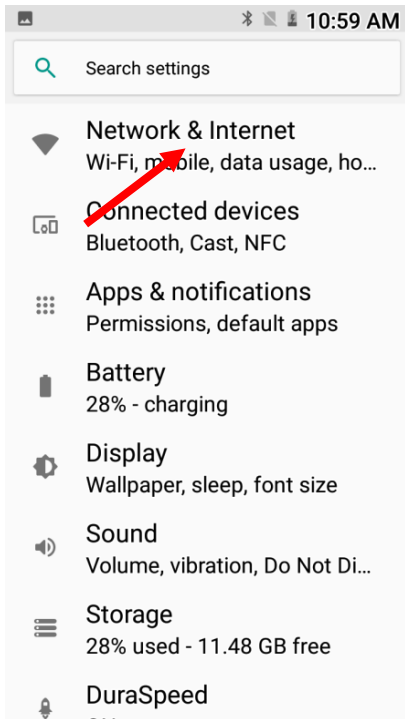 10:59 AM
Search settings
Network & Internet
Wi-Fi, mobile, data usage, ho...
Connected devices
Bluetooth, Cast, NFC
Apps & notifications
Permissions, default apps
Battery
28% - charging
Display
Wallpaper, sleep, font size
Sound
Volume, vibration, Do Not Di...
Storage
28% used - 11.48 GB free
DuraSpeed